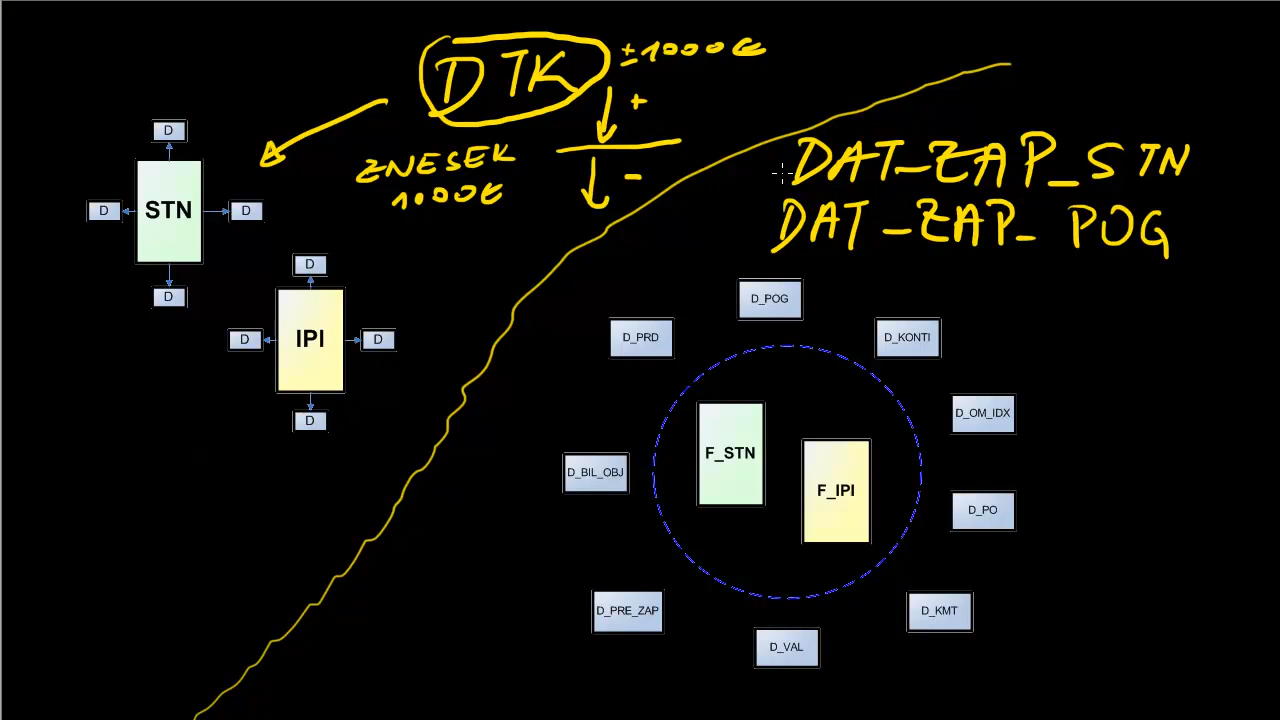 DTK
±1000€
+
-
ZNESEK
1000€
DAT_ZAP_STN
DAT_ZAP_POG
D
D
STN
D
D
D
D
IPI
D
D
D_POG
D_PRD
D_KONTI
D_OM_IDX
F_STN
D_BIL_OBJ
F_IPI
D_PO
D_PRE_ZAP
D_KMT
D_VAL